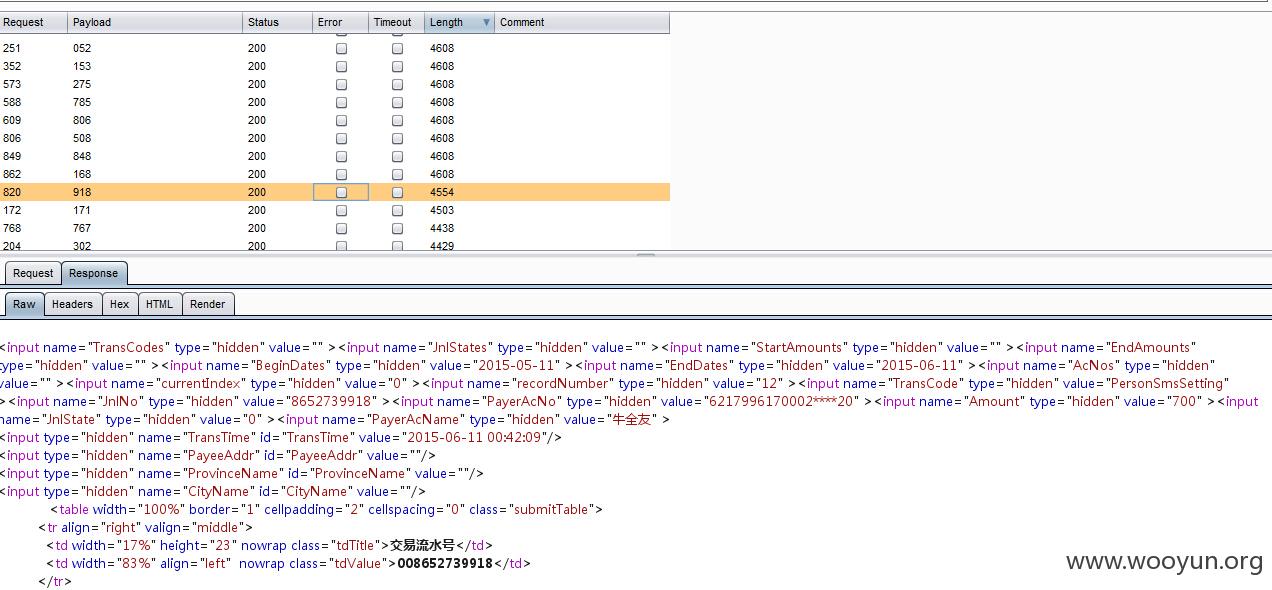 Request Payload Status Error Timeout Length Comment
251 052 200 4608
352 153 200 4608
573 275 200 4608
588 785 200 4608
609 806 200 4608
806 508 200 4608
849 848 200 4608
862 168 200 4608
820 918 200 4554
172 171 200 4503
768 767 200 4438
204 302 200 4429
Request Response
Raw Headers Hex HTML Render
<input name="TransCodes" type="hidden" value="" ><input name="JnlStates" type="hidden" value="" ><input name="StartAmounts" type="hidden" value="" ><input name="EndAmounts"
type="hidden" value="" ><input name="BeginDates" type="hidden" value="2015-05-11" ><input name="EndDates" type="hidden" value="2015-06-11" ><input name="AcNos" type="hidden"
value="" ><input name="currentIndex" type="hidden" value="0" ><input name="recordNumber" type="hidden" value="12" ><input name="TransCode" type="hidden" value="PersonSmsSetting"
><input name="JnlNo" type="hidden" value="8652739918" ><input name="PayerAcNo" type="hidden" value="6217996170002****20" ><input name="Amount" type="hidden" value="700" ><input
name="JnlState" type="hidden" value="0" ><input name="PayerAcName" type="hidden" value="牛全友" >
<input type="hidden" name="TransTime" id="TransTime" value="2015-06-11 00:42:09"/>
<input type="hidden" name="PayeeAddr" id="PayeeAddr" value=""/>
<input type="hidden" name="ProvinceName" id="ProvinceName" value=""/>
<input type="hidden" name="CityName" id="CityName" value=""/>
<table width="100%" border="1" cellpadding="2" cellspacing="0" class="submitTable">
<tr align="right" valign="middle">
<td width="17%" height="23" nowrap class="tdTitle">交易流水号</td>
<td width="83%" align="left" nowrap class="tdValue">008652739918</td>
</tr>
www.wooyun.org